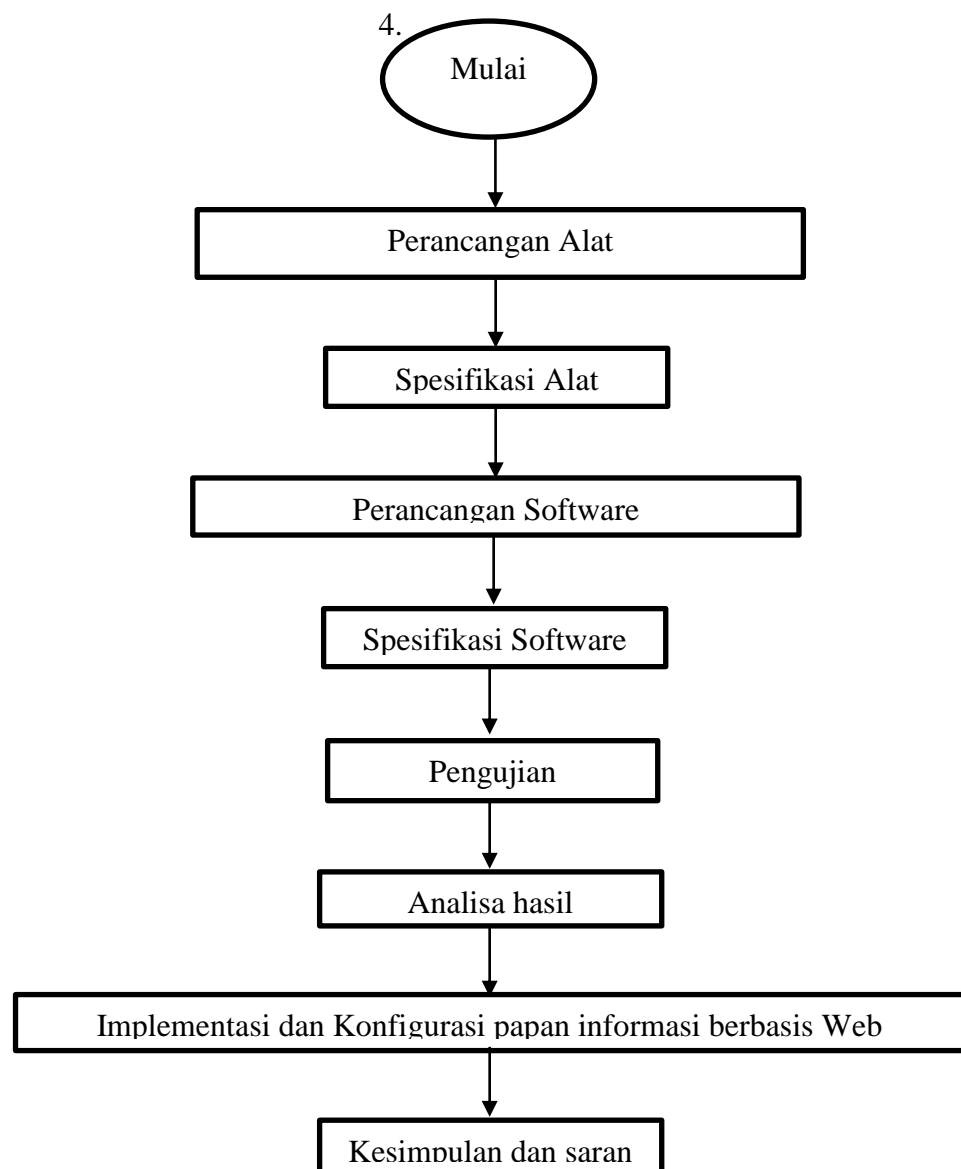 4.
Mulai
Perancangan Alat
Spesifikasi Alat
Perancangan Software
Spesifikasi Software
Pengujian
Analisa hasil
Implementasi dan Konfigurasi papan informasi berbasis Web
Kesimpulan dan saran